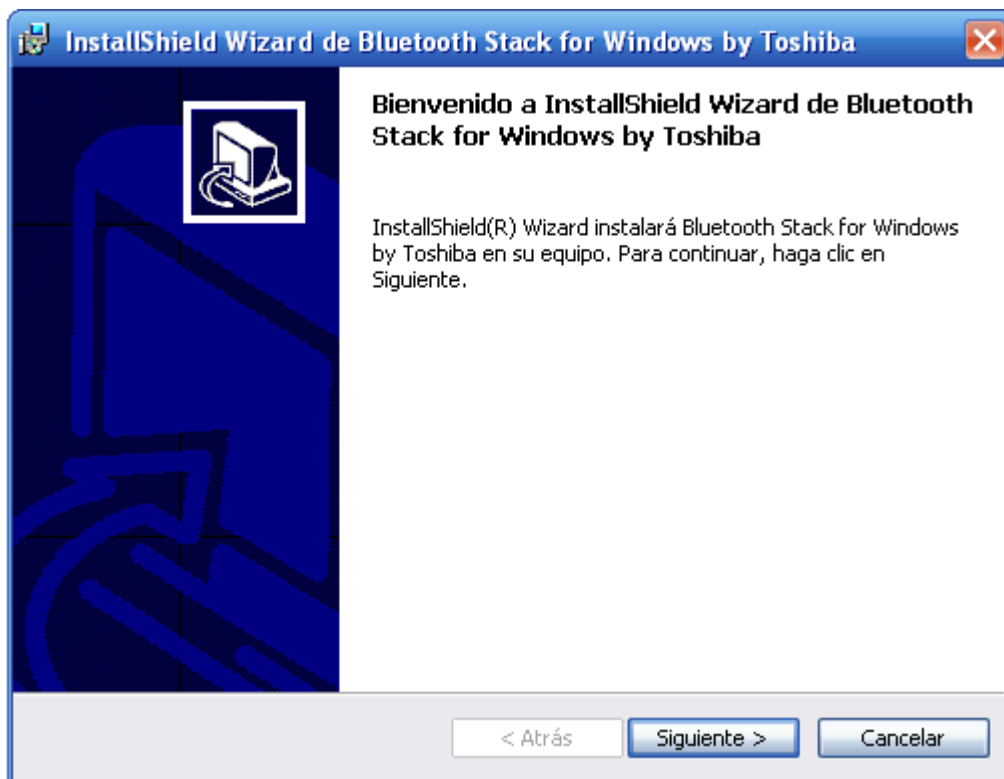 InstallShield Wizard de Bluetooth Stack for Windows by Toshiba
Bienvenido a InstallShield Wizard de Bluetooth
Stack for Windows by Toshiba
InstallShield(R) Wizard instalará Bluetooth Stack for Windows
by Toshiba en su equipo. Para continuar, haga clic en
Siguiente.
< Atrás
Siguiente >
Cancelar